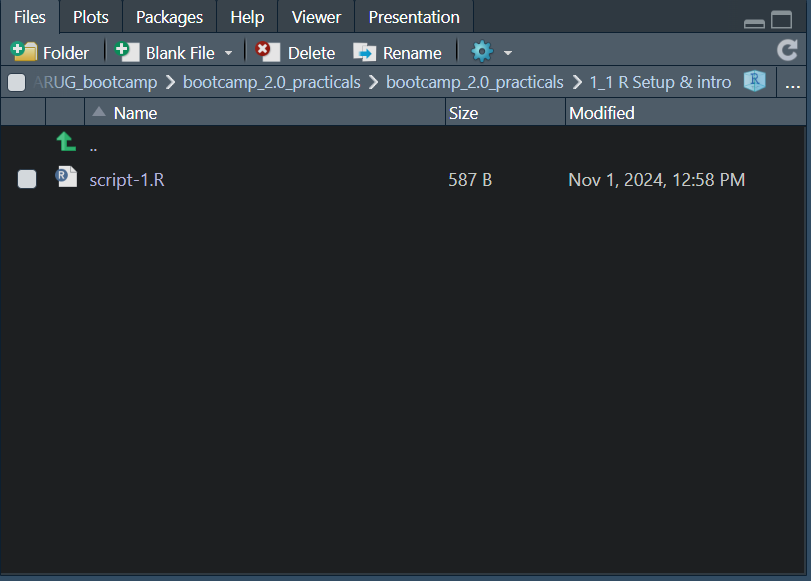 Files Plots Packages Help Viewer Presentation
Folder Blank File Delete Rename
ARUG_bootcamp bootcamp_2.0_practicals bootcamp_2.0_practicals 1_1 R Setup & intro R ...
Name Size Modified
..
R script-1.R 587 B Nov 1, 2024, 12:58 PM